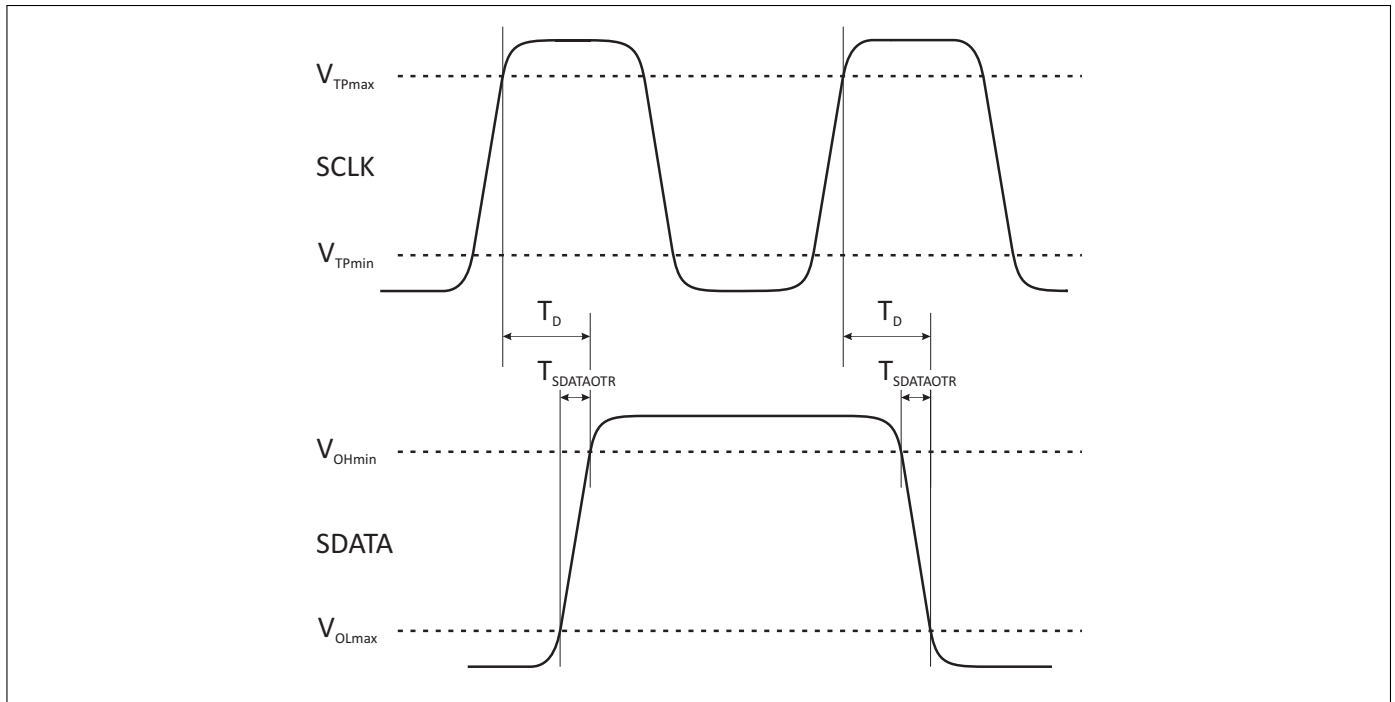 V_TPmax
SCLK
V_TPmin
T_D T_D
T_SDATAOTR T_SDATAOTR
V_OHmin
SDATA
V_OLmax